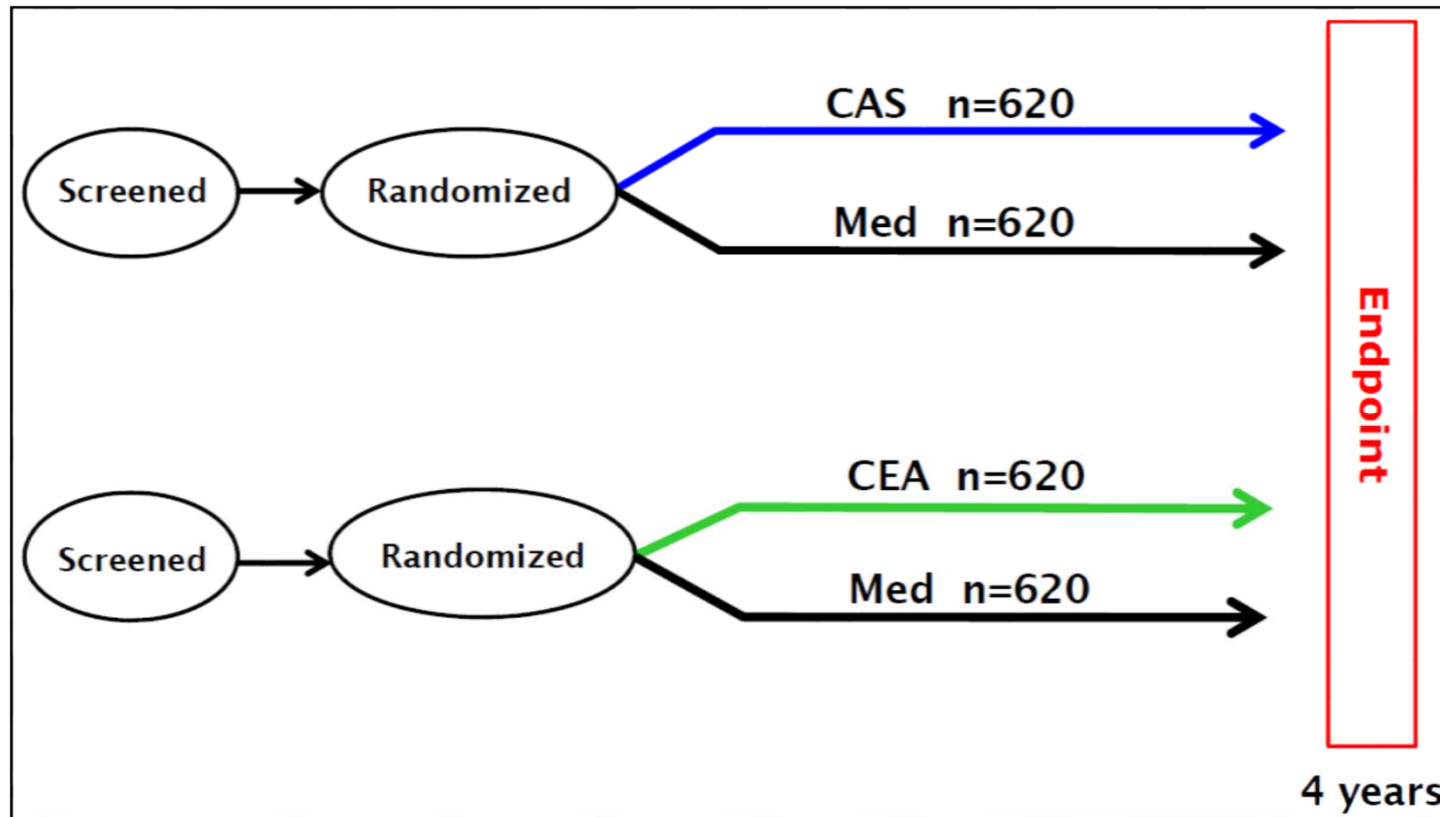 CAS n=620
Screened
Randomized
Med n=620
Endpoint
CEA n=620
Screened
Randomized
Med n=620
4 years